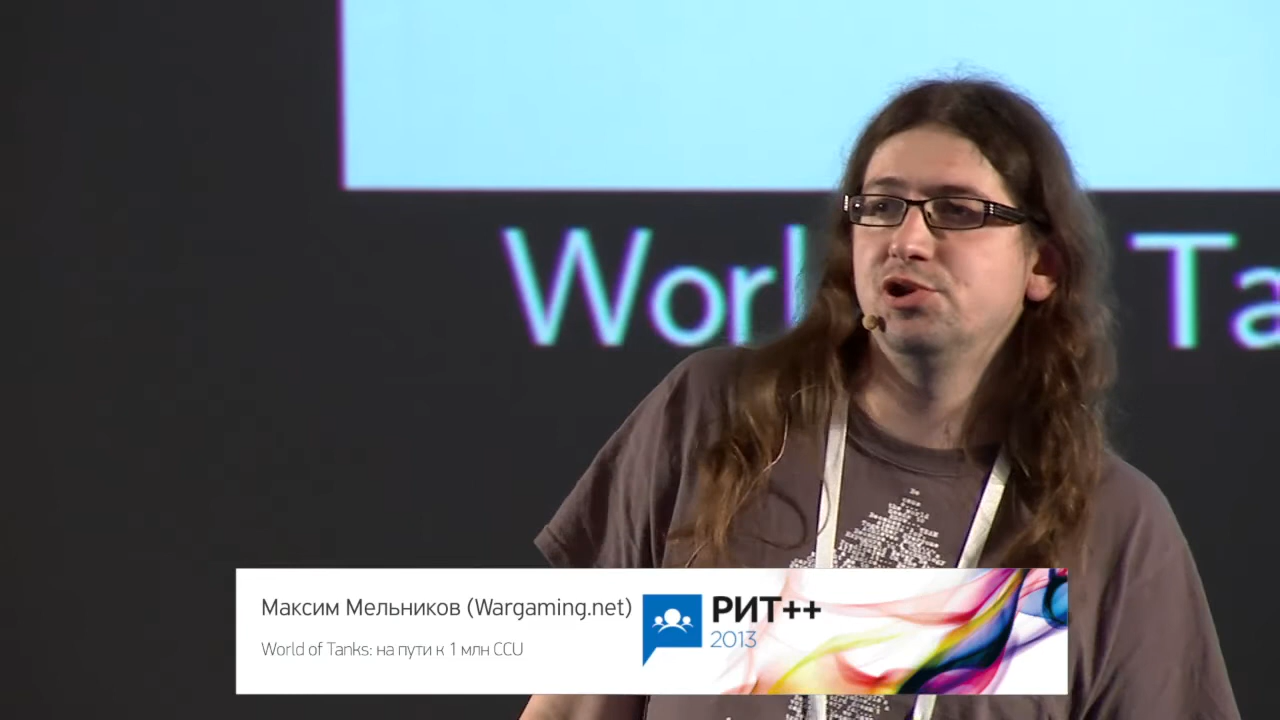 Worl
Ta
Максим Мельников (Wargaming.net)
World of Tanks: на пути к 1 млн CCU
РИТ++
2013